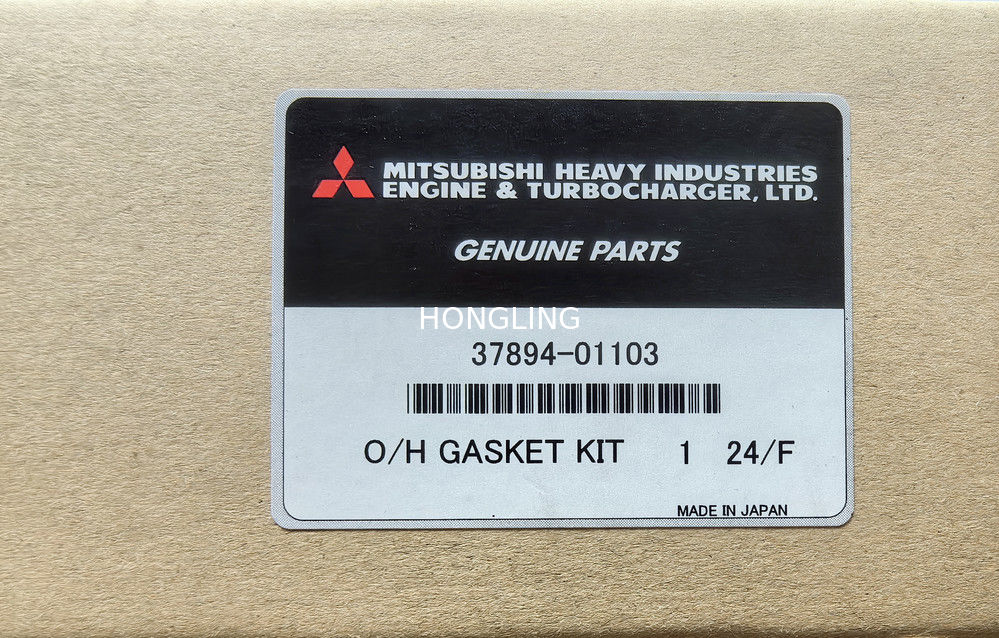 MITSUBISHI HEAVY INDUSTRIES
ENGINE & TURBOCHARGER, LTD.
GENUINE PARTS
HONGLING
37894-01103
O/H GASKET KIT 1 24/F
MADE IN JAPAN